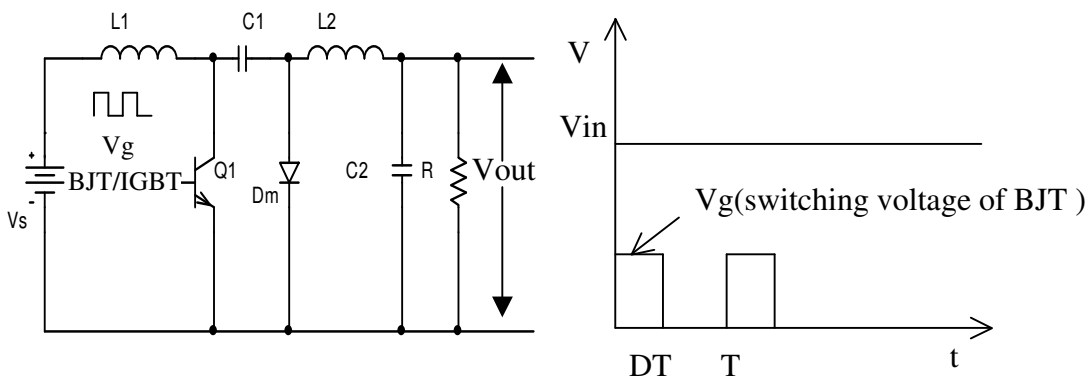 L1
C1
L2
Vg
+
BJT/IGBT
Q1
Dm
C2
R
Vout
-
Vs
V
Vin
Vg(switching voltage of BJT )
DT
T
t